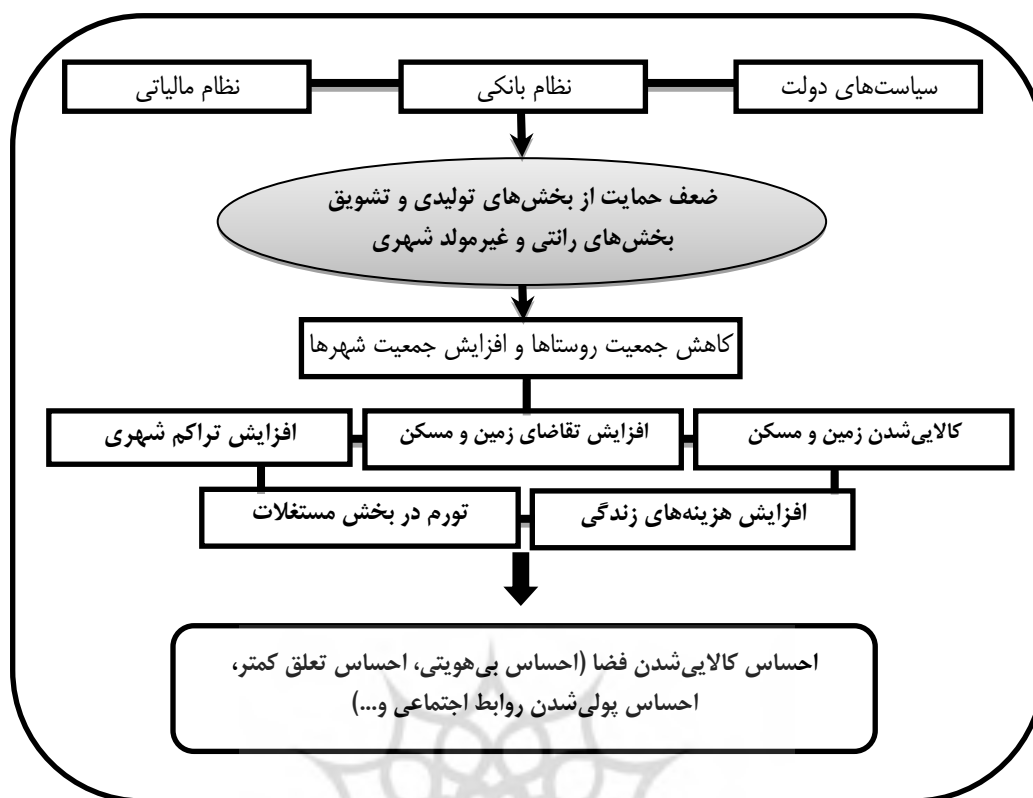 سیاست‌های دولت
نظام بانکی
نظام مالیاتی
ضعف حمایت از بخش‌های تولیدی و تشویق
بخش‌های رانتی و غیرمولد شهری
کاهش جمعیت روستاها و افزایش جمعیت شهرها
کالایی‌شدن زمین و مسکن
افزایش تقاضای زمین و مسکن
افزایش تراکم شهری
افزایش هزینه‌های زندگی
تورم در بخش مستغلات
احساس کالایی‌شدن فضا (احساس بی‌هویتی، احساس تعلق کمتر،
احساس پولی‌شدن روابط اجتماعی و...)